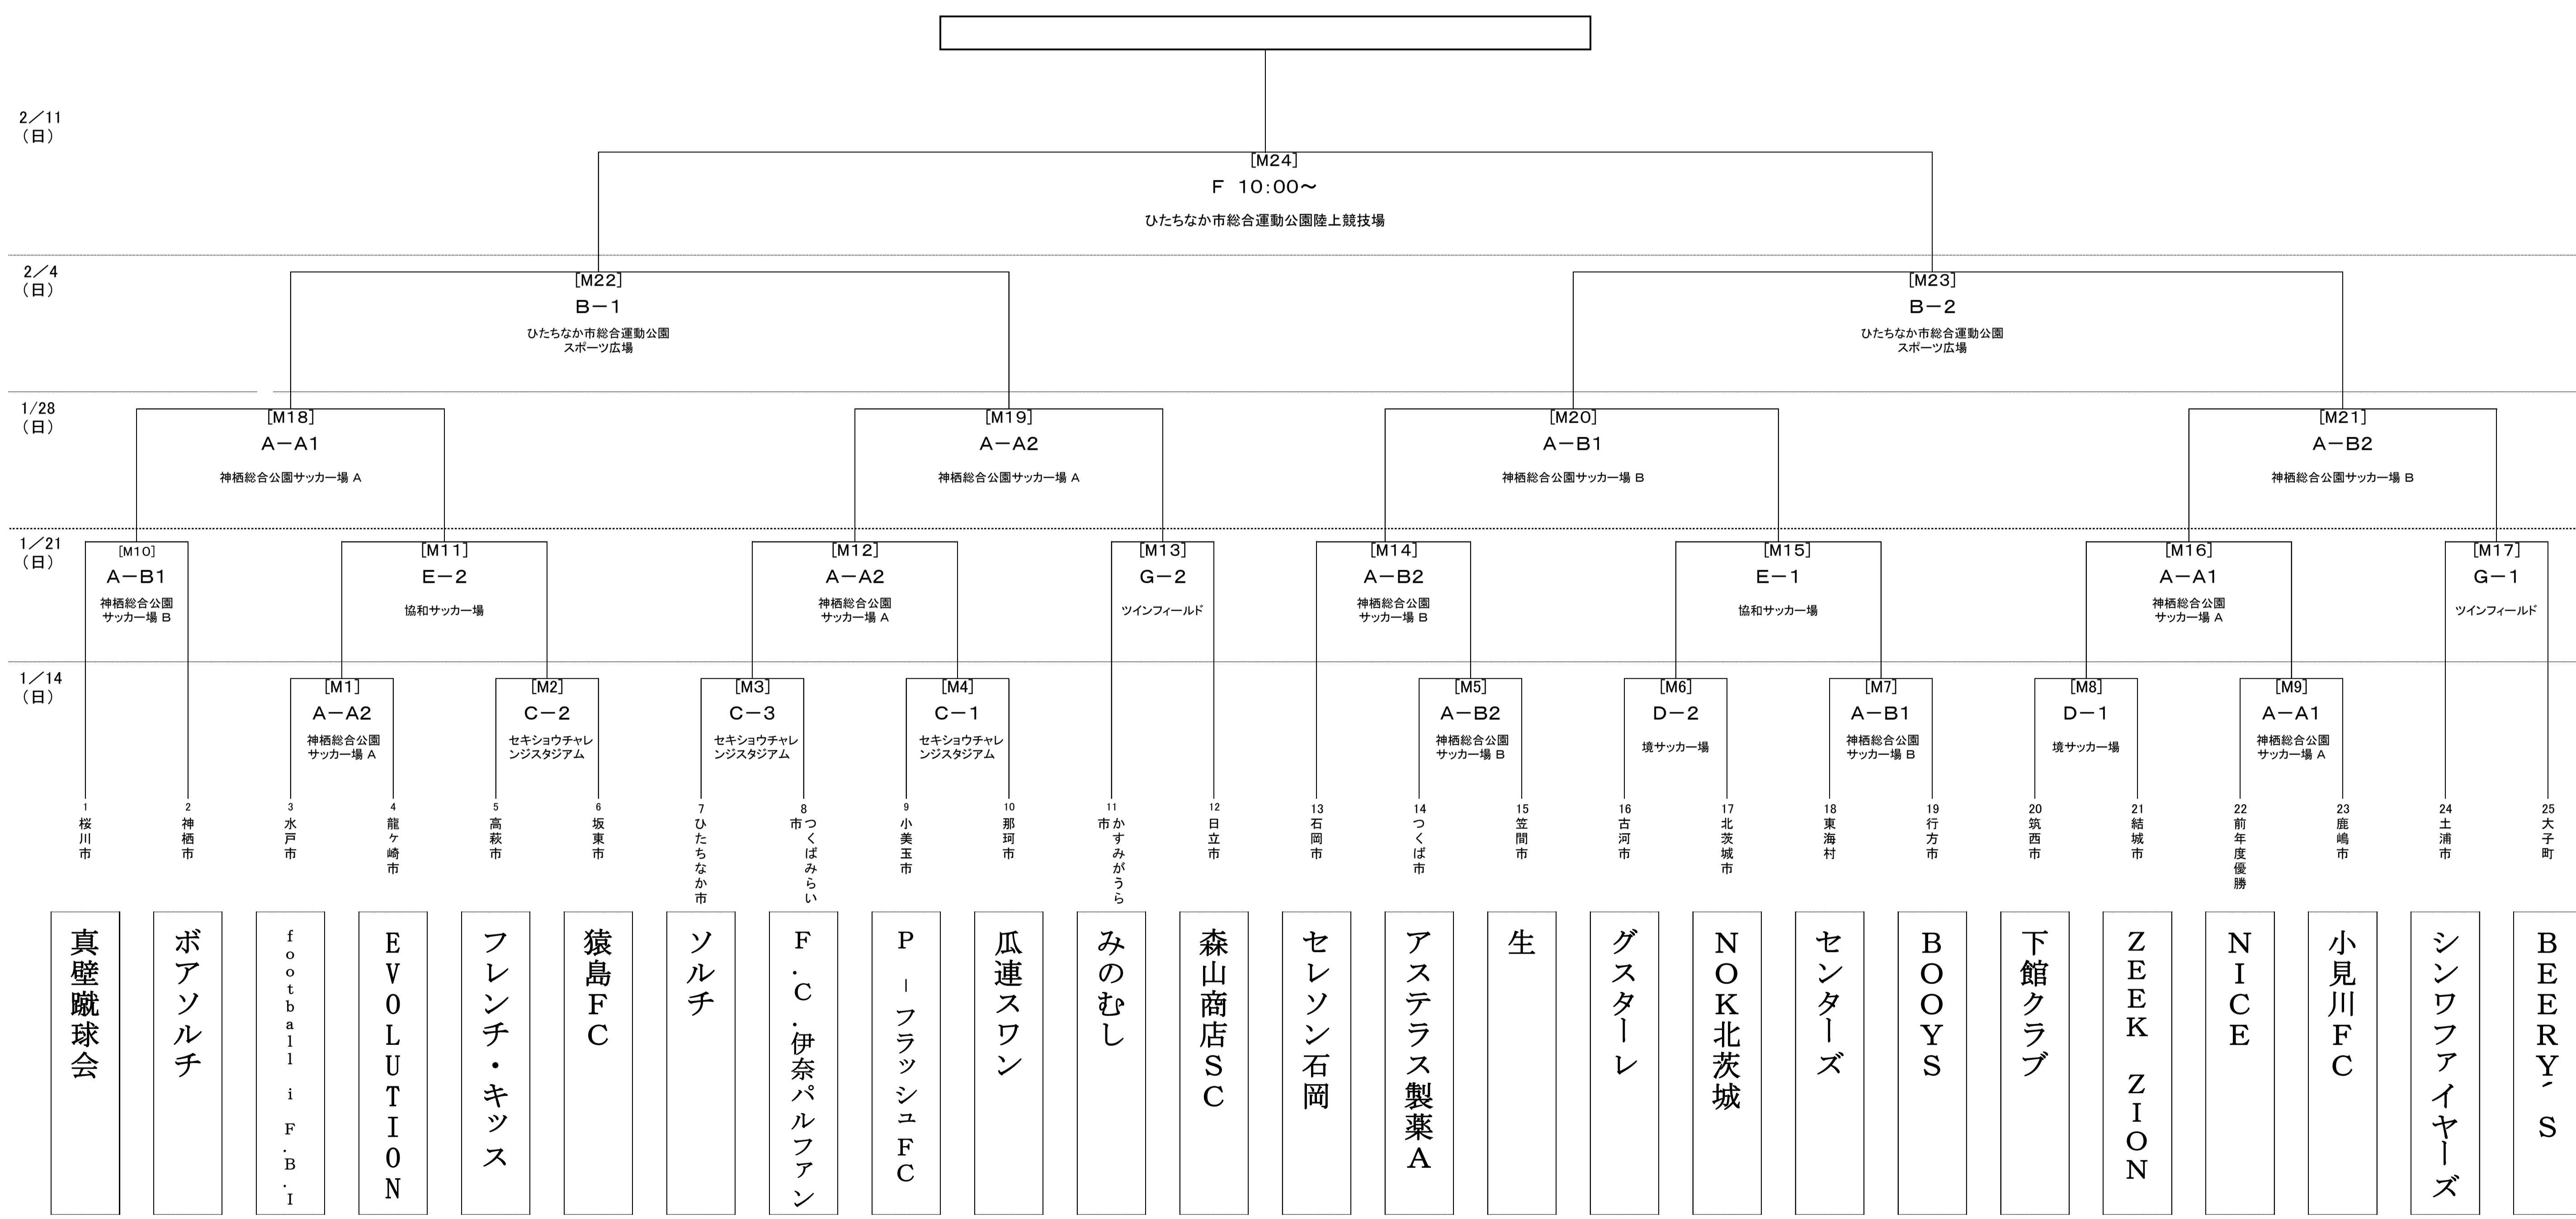 2／11
（日）
[M24]
F 10:00～
ひたちなか市総合運動公園陸上競技場
2／4
（日）
[M22]
B－1
ひたちなか市総合運動公園
スポーツ広場
[M23]
B－2
ひたちなか市総合運動公園
スポーツ広場
1/28
（日）
[M18]
A－A1
神栖総合公園サッカー場 A
[M19]
A－A2
神栖総合公園サッカー場 A
[M20]
A－B1
神栖総合公園サッカー場 B
[M21]
A－B2
神栖総合公園サッカー場 B
1／21
（日）
[M10]
A－B1
神栖総合公園
サッカー場 B
[M11]
E－2
協和サッカー場
[M12]
A－A2
神栖総合公園
サッカー場 A
[M13]
G－2
ツインフィールド
[M14]
A－B2
神栖総合公園
サッカー場 B
[M15]
E－1
協和サッカー場
[M16]
A－A1
神栖総合公園
サッカー場 A
[M17]
G－1
ツインフィールド
1／14
（日）
[M1]
A－A2
神栖総合公園
サッカー場 A
[M2]
C－2
セキショウチャレ
ンジスタジアム
[M3]
C－3
セキショウチャレ
ンジスタジアム
[M4]
C－1
セキショウチャレ
ンジスタジアム
[M5]
A－B2
神栖総合公園
サッカー場 B
[M6]
D－2
境サッカー場
[M7]
A－B1
神栖総合公園
サッカー場 B
[M8]
D－1
境サッカー場
[M9]
A－A1
神栖総合公園
サッカー場 A
1
桜川市
真壁蹴球会
2
神栖市
ボアソルチ
3
水戸市
football i F.B.I
4
龍ヶ崎市
EVOLUTION
5
高萩市
フレンチ・キッス
6
坂東市
猿島FC
7
ひたちなか市
ソルチ
8
つくばみらい
市
F.C.伊奈パルファン
9
小美玉市
P－フラッシュFC
10
那珂市
瓜連スワン
11
かすみがうら
市
みのむし
12
日立市
森山商店SC
13
石岡市
セレソン石岡
14
つくば市
アステラス製薬A
15
笠間市
生
16
古河市
グスターレ
17
北茨城市
NOK北茨城
18
東海村
センターズ
19
行方市
BOOYS
20
筑西市
下館クラブ
21
結城市
ZEEK ZION
22
前年度優勝
NICE
23
鹿嶋市
小見川FC
24
土浦市
シンワファイヤーズ
25
大子町
BEERY´S